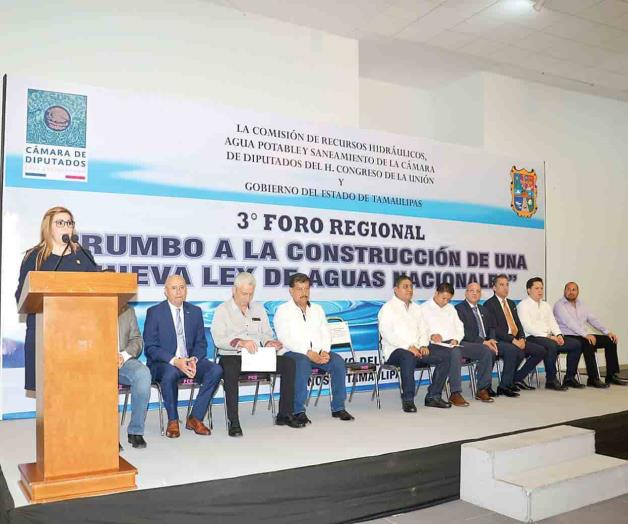 CÁMARA DE
DIPUTADOS
LA COMISIÓN DE RECURSOS HIDRÁULICOS,
AGUA POTABLE Y SANEAMIENTO DE LA CÁMARA
DE DIPUTADOS DEL H. CONGRESO DE LA UNIÓN
Y
GOBIERNO DEL ESTADO DE TAMAULIPAS
3° FORO REGIONAL
RUMBO A LA CONSTRUCCIÓN DE UNA
NUEVA LEY DE AGUAS NACIONALES”
TAMAULIPAS